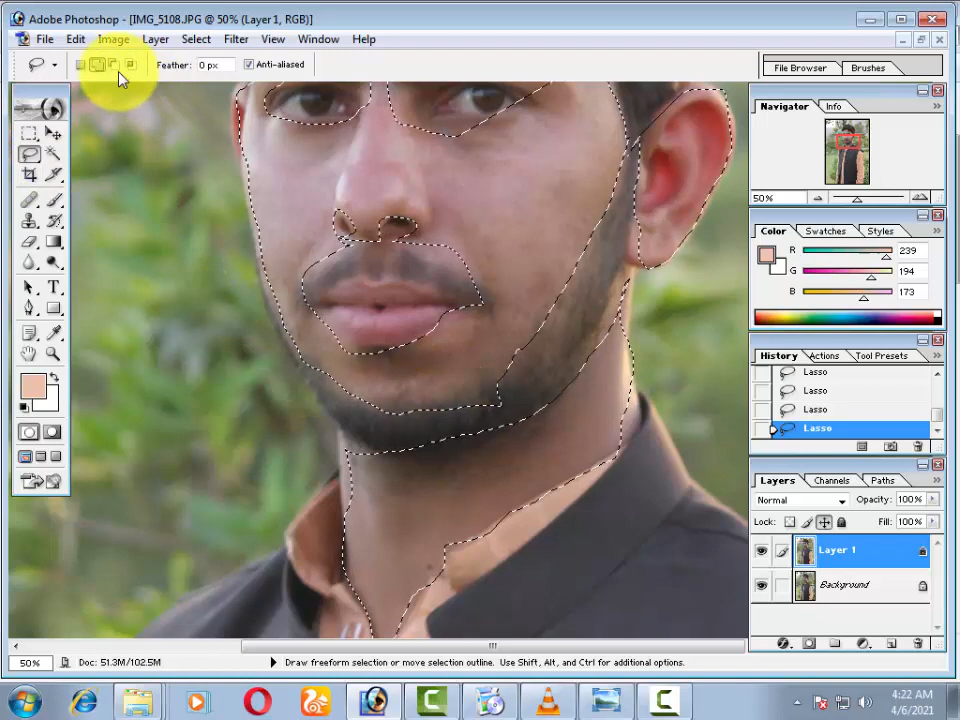 Adobe Photoshop - [IMG_5108.JPG @ 50% (Layer 1, RGB)]
File Edit Image Layer Select Filter View Window Help
Feather: 0 px Anti-aliased File Browser Brushes
Navigator Info
50%
Color Swatches Styles
R 239
G 194
B 173
History Actions Tool Presets
Lasso
Lasso
Lasso
Lasso
Layers Channels Paths
Normal Opacity: 100%
Lock: Fill: 100%
Layer 1
Background
50% Doc: 51.3M/102.5M Draw freeform selection or move selection outline. Use Shift, Alt, and Ctrl for additional options.
4:22 AM
4/6/2021